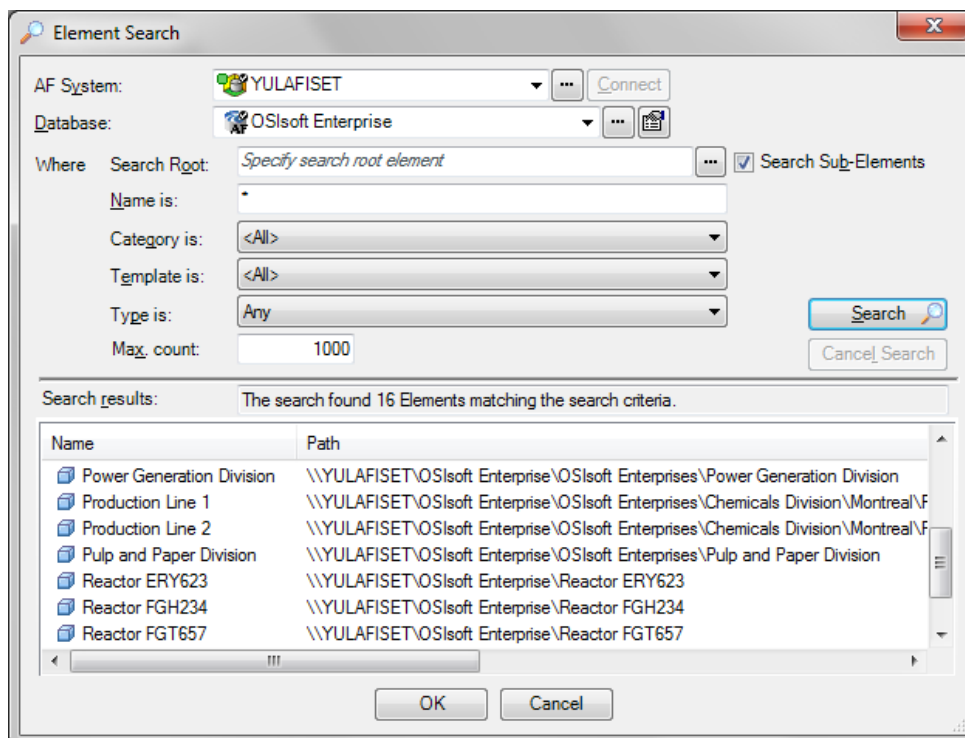 Element Search
AF System: YULAFISET ... Connect
Database: OSIsoft Enterprise ...
Where Search Root: Specify search root element ... Search Sub-Elements
Name is: *
Category is: <All>
Template is: <All>
Type is: Any Search
Max. count: 1000 Cancel Search
Search results: The search found 16 Elements matching the search criteria.
Name Path
Power Generation Division \\YULAFISET\OSIsoft Enterprise\OSIsoft Enterprises\Power Generation Division
Production Line 1 \\YULAFISET\OSIsoft Enterprise\OSIsoft Enterprises\Chemicals Division\Montreal\
Production Line 2 \\YULAFISET\OSIsoft Enterprise\OSIsoft Enterprises\Chemicals Division\Montreal\
Pulp and Paper Division \\YULAFISET\OSIsoft Enterprise\OSIsoft Enterprises\Pulp and Paper Division
Reactor ERY623 \\YULAFISET\OSIsoft Enterprise\Reactor ERY623
Reactor FGH234 \\YULAFISET\OSIsoft Enterprise\Reactor FGH234
Reactor FGT657 \\YULAFISET\OSIsoft Enterprise\Reactor FGT657
OK Cancel